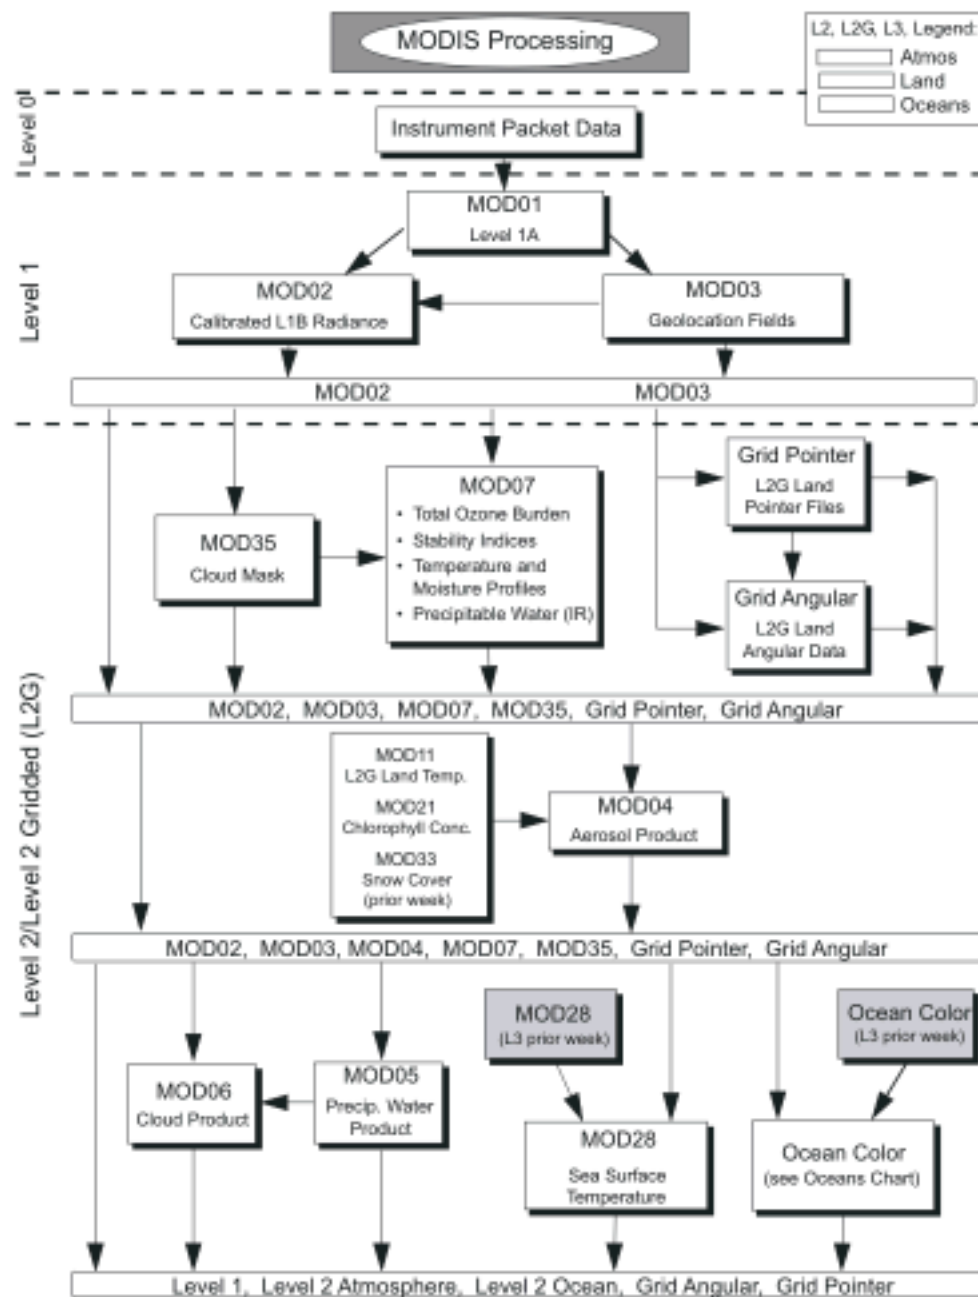 MODIS Processing
L2, L2G, L3, Legend:
Atmos
Land
Oceans
Level 0
Instrument Packet Data
Level 1
MOD01
Level 1A
MOD02
Calibrated L1B Radiance
MOD03
Geolocation Fields
MOD02 MOD03
Level 2/Level 2 Gridded (L2G)
MOD35
Cloud Mask
MOD07
• Total Ozone Burden
• Stability Indices
• Temperature and
Moisture Profiles
• Precipitable Water (IR)
Grid Pointer
L2G Land
Pointer Files
Grid Angular
L2G Land
Angular Data
MOD02, MOD03, MOD07, MOD35, Grid Pointer, Grid Angular
MOD11
L2G Land Temp.
MOD21
Chlorophyll Conc.
MOD33
Snow Cover
(prior week)
MOD04
Aerosol Product
MOD02, MOD03, MOD04, MOD07, MOD35, Grid Pointer, Grid Angular
MOD06
Cloud Product
MOD05
Precip. Water
Product
MOD28
(L3 prior week)
MOD28
Sea Surface
Temperature
Ocean Color
(L3 prior week)
Ocean Color
(see Oceans Chart)
Level 1, Level 2 Atmosphere, Level 2 Ocean, Grid Angular, Grid Pointer